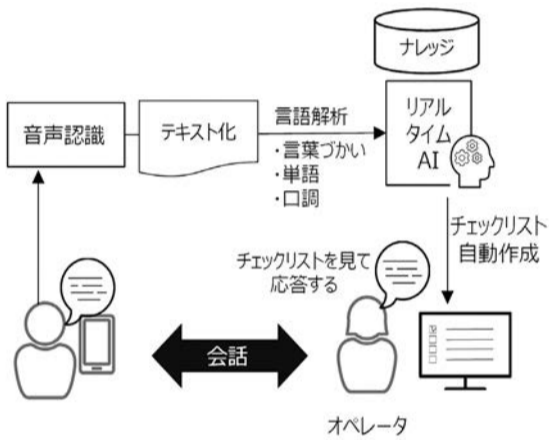 ナレッジ
音声認識
テキスト化
言語解析
・言葉づかい
・単語
・口調
リアル
タイム
AI
チェックリスト
自動作成
チェックリストを見て
応答する
会話
オペレータ